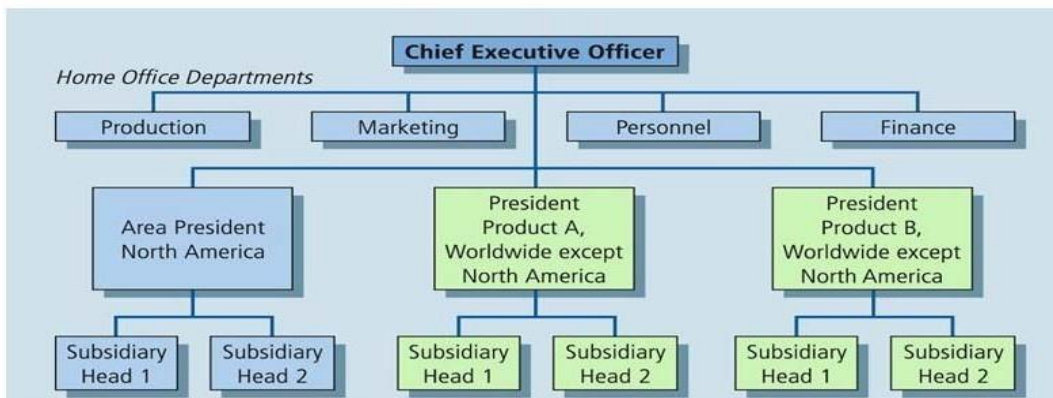 Chief Executive Officer
Home Office Departments
Production
Marketing
Personnel
Finance
Area President
North America
President
Product A,
Worldwide except
North America
President
Product B,
Worldwide except
North America
Subsidiary
Head 1
Subsidiary
Head 2
Subsidiary
Head 1
Subsidiary
Head 2
Subsidiary
Head 1
Subsidiary
Head 2